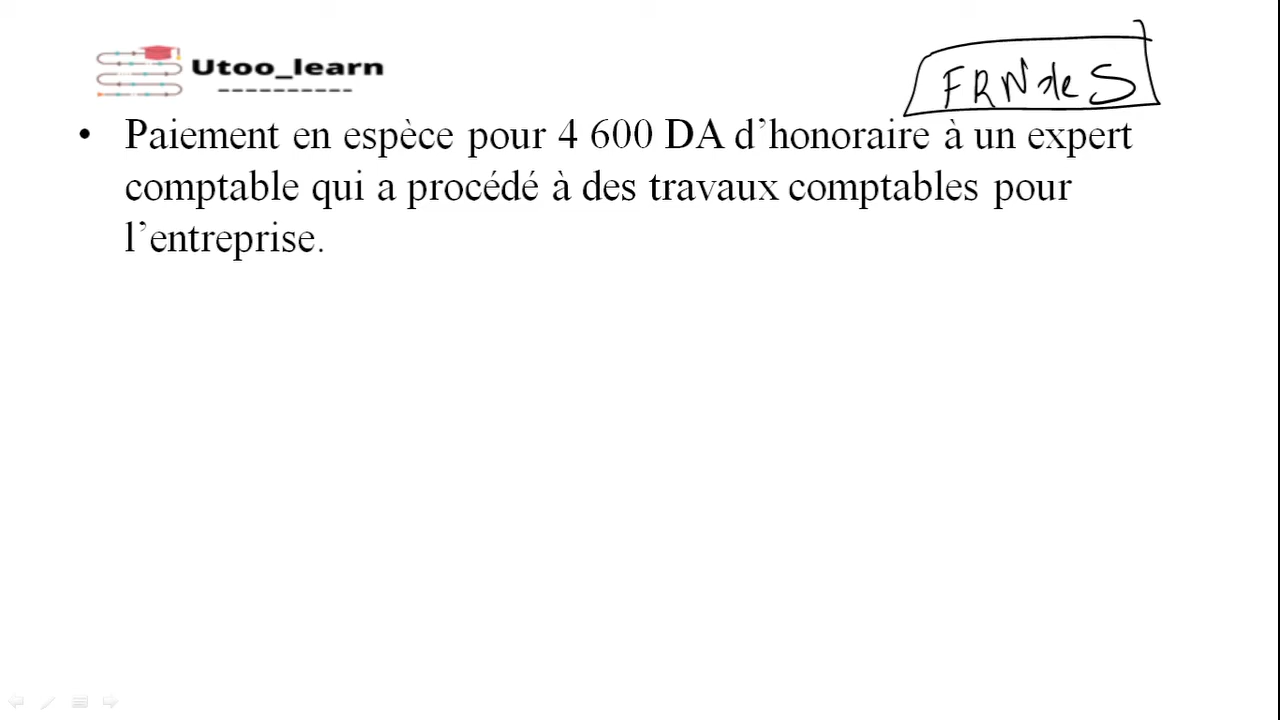 Utoo_learn
----------
FRN de S
• Paiement en espèce pour 4 600 DA d’honoraire à un expert
comptable qui a procédé à des travaux comptables pour
l’entreprise.